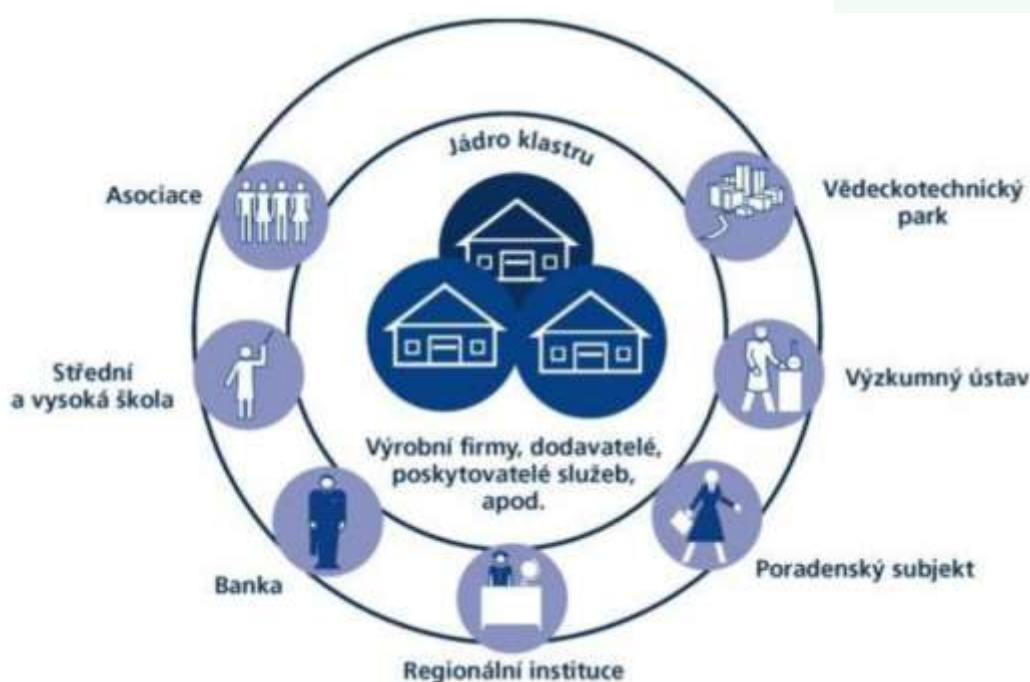 Jádro klastru
Asociace
Vědeckotechnický
park
Střední
a vysoká škola
Výzkumný ústav
Výrobní firmy, dodavatelé,
poskytovatelé služeb,
apod.
Banka
Poradenský subjekt
Regionální instituce